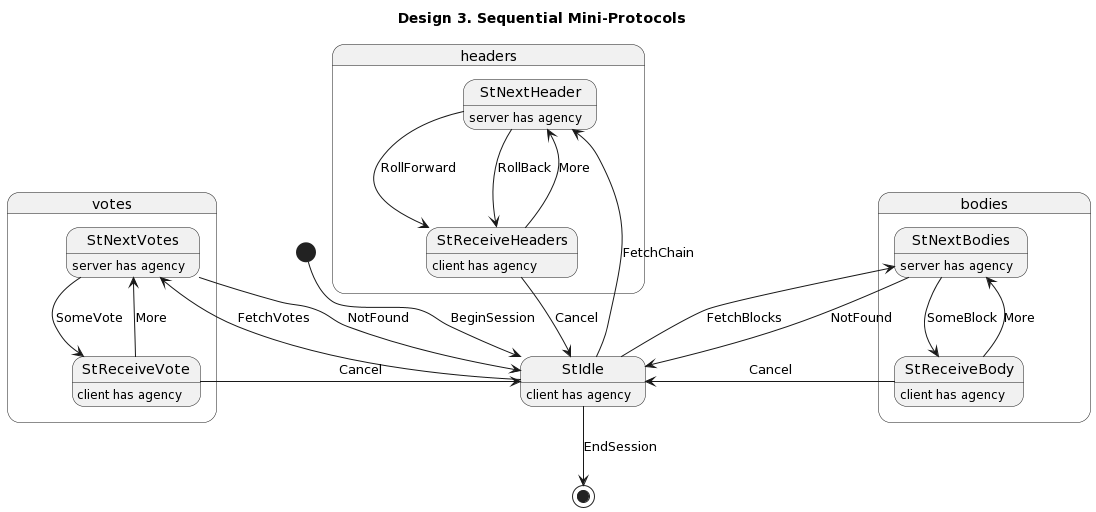 Design 3. Sequential Mini-Protocols
headers
StNextHeader
server has agency
RollForward
RollBack
More
StReceiveHeaders
client has agency
votes
StNextVotes
server has agency
SomeVote
More
StReceiveVote
client has agency
bodies
StNextBodies
server has agency
SomeBlock
More
StReceiveBody
client has agency
FetchChain
FetchVotes
NotFound
BeginSession
Cancel
FetchBlocks
NotFound
Cancel
Cancel
StIdle
client has agency
EndSession